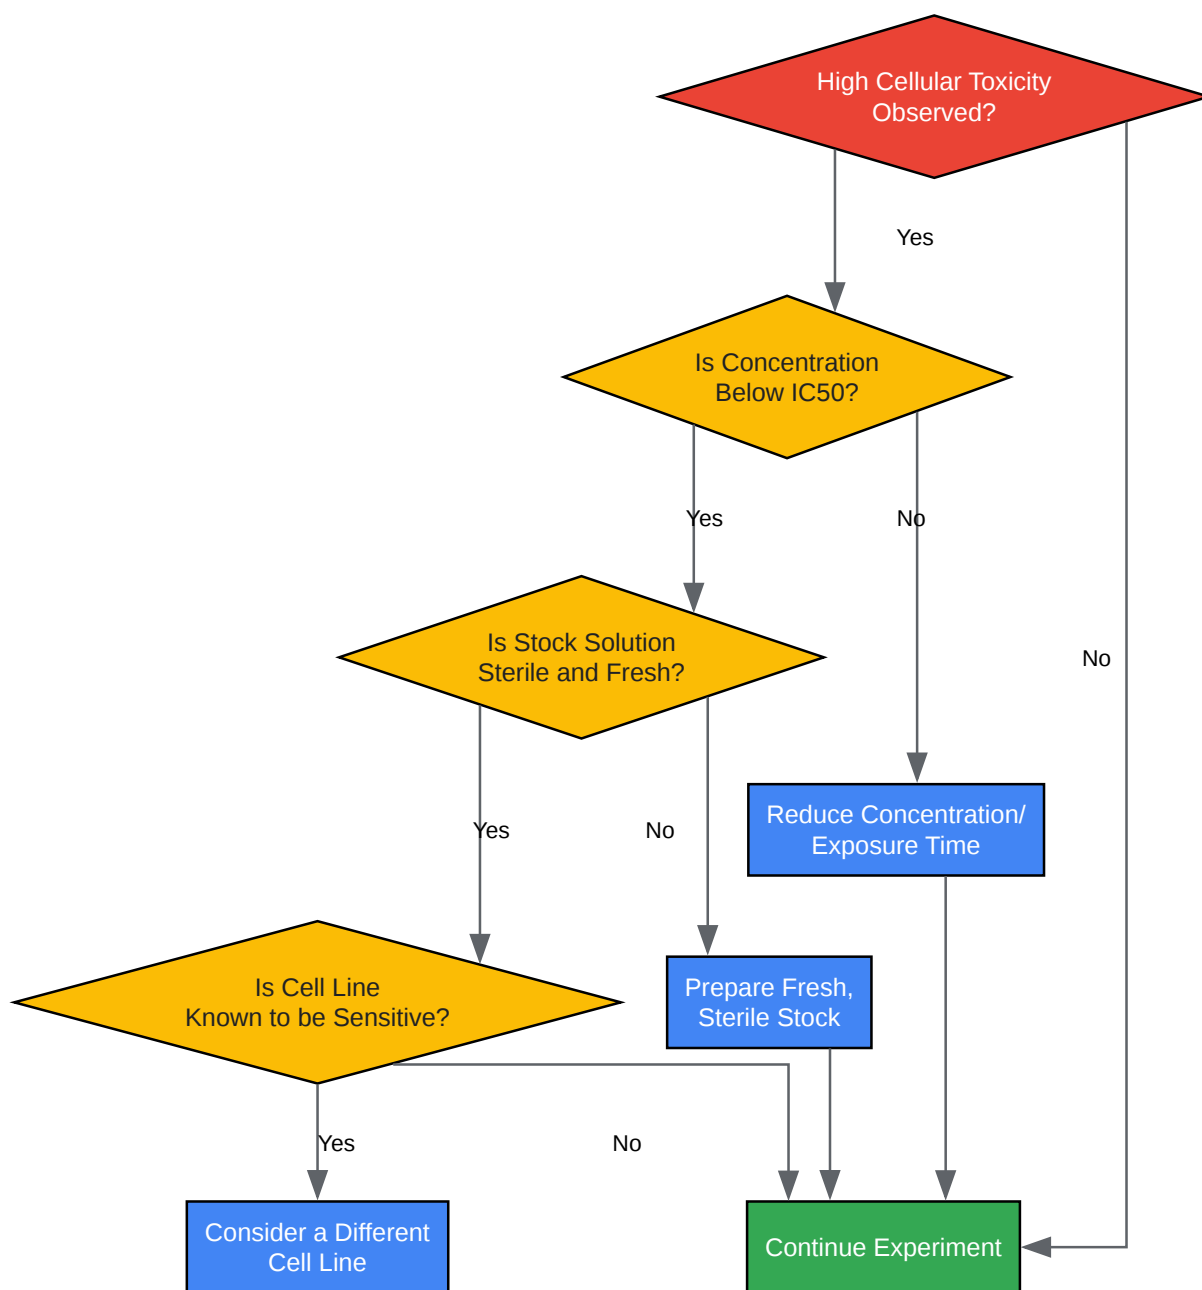 High Cellular Toxicity
Observed?
Yes
Is Concentration
Below IC50?
Yes
No
Is Stock Solution
Sterile and Fresh?
No
Yes
No
Reduce Concentration/
Exposure Time
Is Cell Line
Known to be Sensitive?
Prepare Fresh,
Sterile Stock
Yes
No
Consider a Different
Cell Line
Continue Experiment